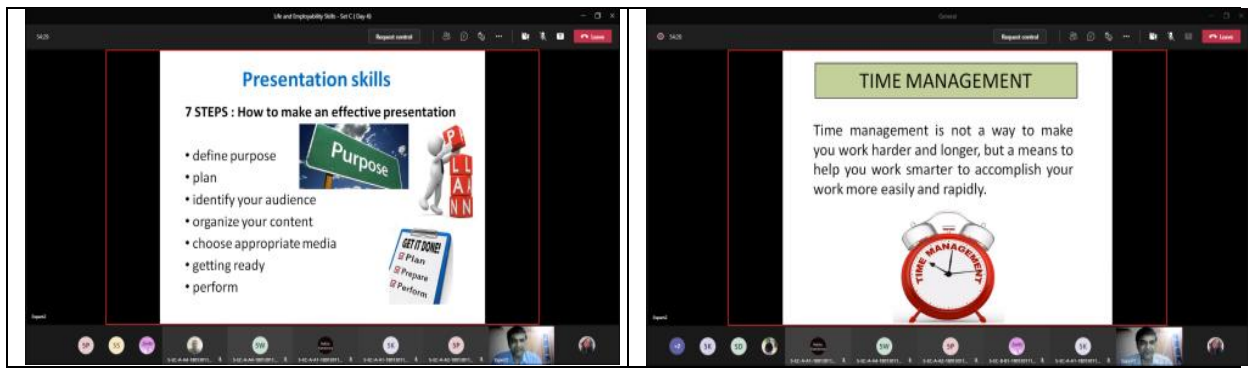 Life and Employability Skills - Set C ( Day 4)
54:25
Request control
Leave
Presentation skills
7 STEPS : How to make an effective presentation
• define purpose
• plan
• identify your audience
• organize your content
• choose appropriate media
• getting ready
• perform
Purpose
P
L
A
N
GET IT DONE!
Plan
Prepare
Perform
SP
SS
SW
SK
SP
General
Request control
Leave
TIME MANAGEMENT
Time management is not a way to make
you work harder and longer, but a means to
help you work smarter to accomplish your
work more easily and rapidly.
TIME MANAGEMENT
+2
SK
SD
SW
SP
SK